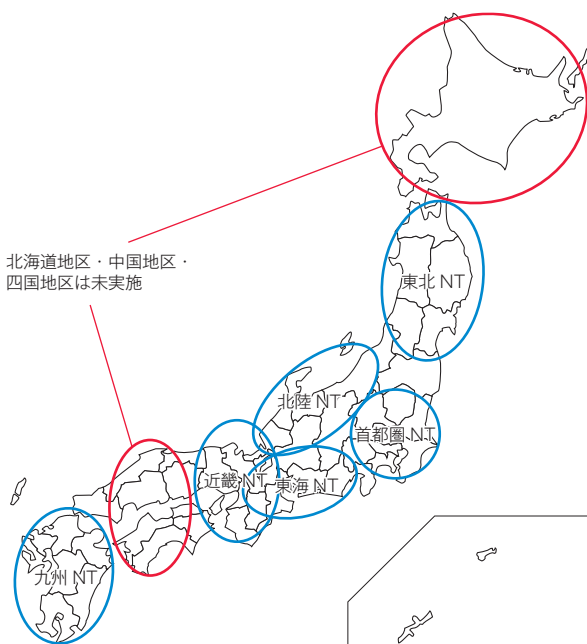 北海道地区・中国地区・
四国地区は未実施
東北 NT
北陸 NT
首都圏 NT
近畿 NT
東海 NT
九州 NT